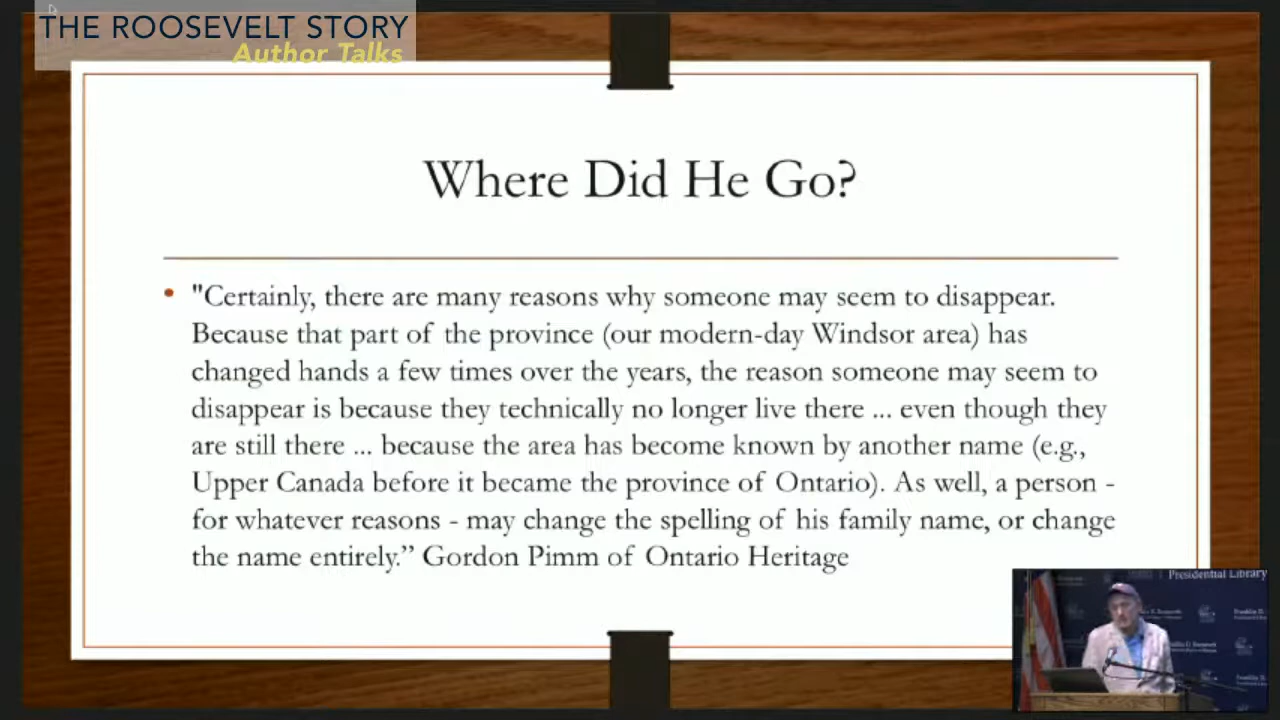 THE ROOSEVELT STORY
Author Talks
Where Did He Go?
"Certainly, there are many reasons why someone may seem to disappear.
Because that part of the province (our modern-day Windsor area) has
changed hands a few times over the years, the reason someone may seem to
disappear is because they technically no longer live there ... even though they
are still there ... because the area has become known by another name (e.g.,
Upper Canada before it became the province of Ontario). As well, a person -
for whatever reasons - may change the spelling of his family name, or change
the name entirely.” Gordon Pimm of Ontario Heritage
Presidential Library